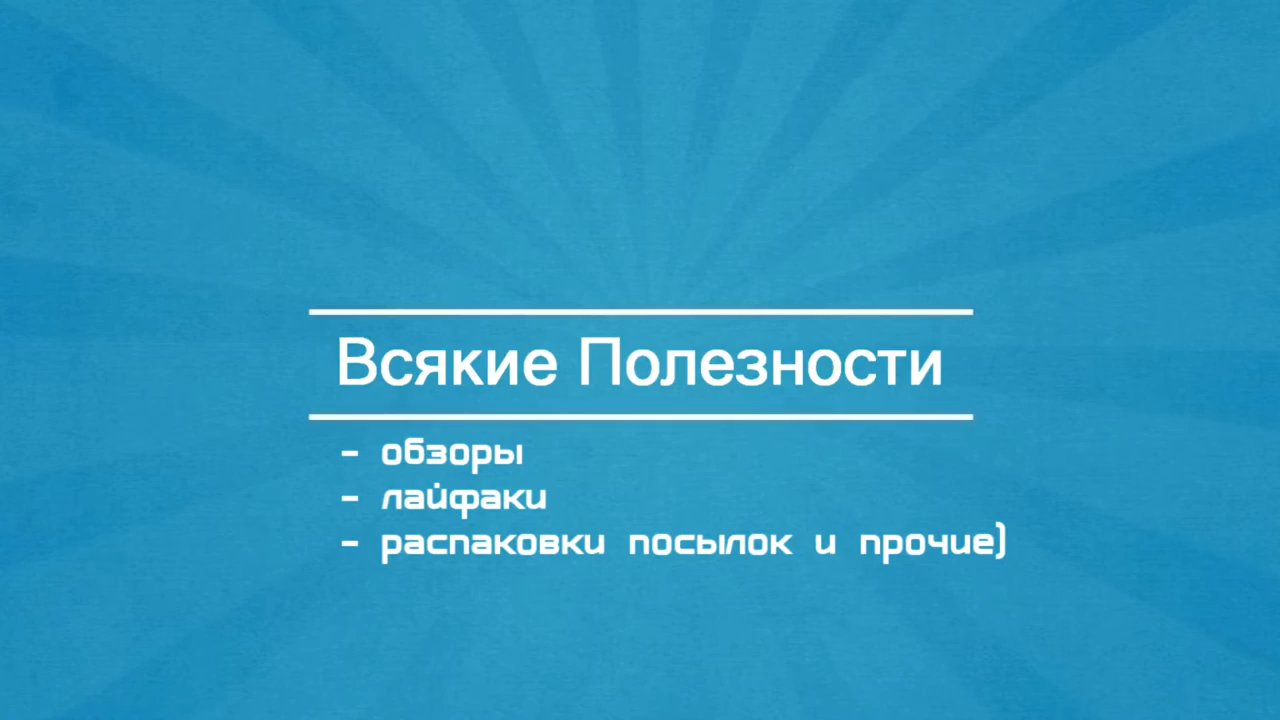 Всякие Полезности
- обзоры
- лайфаки
- распаковки посылок и прочие)